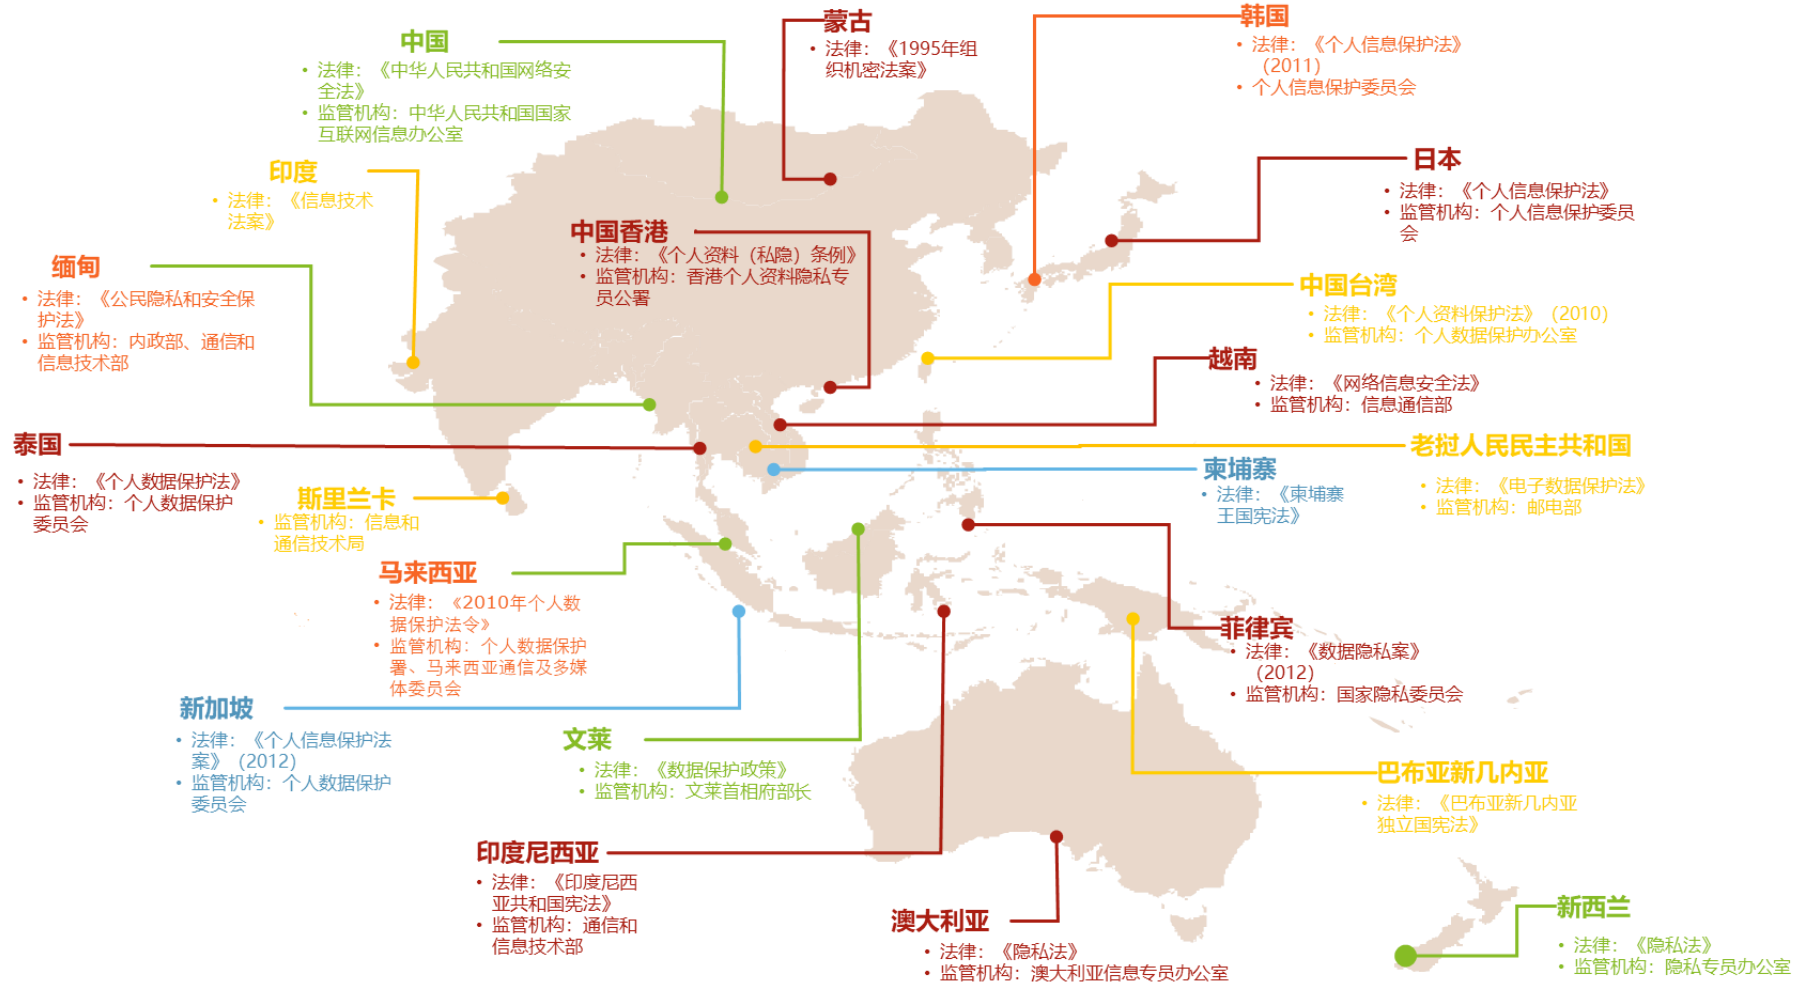 中国
• 法律：《中华人民共和国网络安
全法》
• 监管机构：中华人民共和国国家
互联网信息办公室
蒙古
• 法律：《1995年组
织机密法案》
韩国
• 法律：《个人信息保护法》
（2011）
• 个人信息保护委员会
印度
• 法律：《信息技术
法案》
日本
• 法律：《个人信息保护法》
• 监管机构：个人信息保护委员
会
中国香港
• 法律：《个人资料（私隐）条例》
• 监管机构：香港个人资料隐私专
员公署
缅甸
• 法律：《公民隐私和安全保
护法》
• 监管机构：内政部、通信和
信息技术部
中国台湾
• 法律：《个人资料保护法》（2010）
• 监管机构：个人数据保护办公室
越南
• 法律：《网络信息安全法》
• 监管机构：信息通信部
泰国
• 法律：《个人数据保护法》
• 监管机构：个人数据保护
委员会
老挝人民民主共和国
• 法律：《电子数据保护法》
• 监管机构：邮电部
柬埔寨
• 法律：《柬埔寨
王国宪法》
斯里兰卡
• 监管机构：信息和
通信技术局
马来西亚
• 法律：《2010年个人数
据保护法令》
• 监管机构：个人数据保护
署、马来西亚通信及多媒
体委员会
菲律宾
• 法律：《数据隐私案》
（2012）
• 监管机构：国家隐私委员会
新加坡
• 法律：《个人信息保护法
案》（2012）
• 监管机构：个人数据保护
委员会
文莱
• 法律：《数据保护政策》
• 监管机构：文莱首相府部长
巴布亚新几内亚
• 法律：《巴布亚新几内亚
独立国宪法》
印度尼西亚
• 法律：《印度尼西
亚共和国宪法》
• 监管机构：通信和
信息技术部
澳大利亚
• 法律：《隐私法》
• 监管机构：澳大利亚信息专员办公室
新西兰
• 法律：《隐私法》
• 监管机构：隐私专员办公室